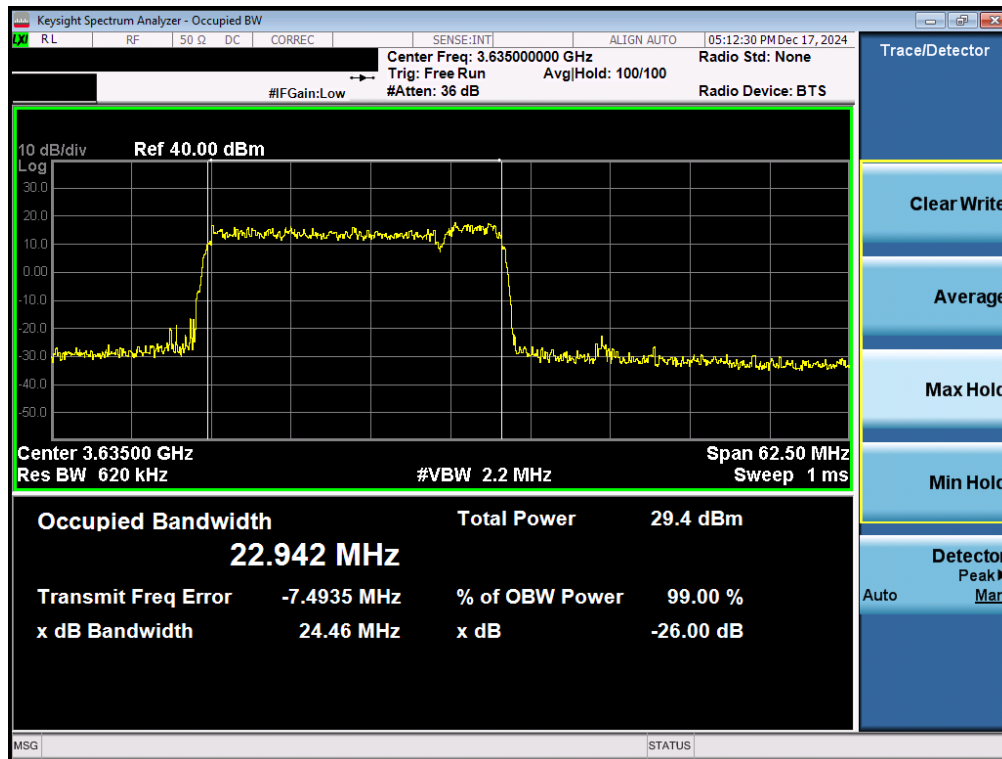 Keysight Spectrum Analyzer - Occupied BW
LXI RL RF 50 Ω DC CORREC SENSE:INT ALIGN AUTO 05:12:30 PM Dec 17, 2024
Center Freq: 3.635000000 GHz Radio Std: None
Trig: Free Run Avg|Hold: 100/100
#IFGain:Low #Atten: 36 dB Radio Device: BTS
Trace/Detector
10 dB/div Ref 40.00 dBm
Log
30.0
20.0
10.0
0.00
-10.0
-20.0
-30.0
-40.0
-50.0
Center 3.63500 GHz Span 62.50 MHz
Res BW 620 kHz #VBW 2.2 MHz Sweep 1 ms
Occupied Bandwidth Total Power 29.4 dBm
22.942 MHz
Transmit Freq Error -7.4935 MHz % of OBW Power 99.00 %
x dB Bandwidth 24.46 MHz x dB -26.00 dB
Clear Write
Average
Max Hold
Min Hold
Detector
Peak
Auto Man
MSG STATUS